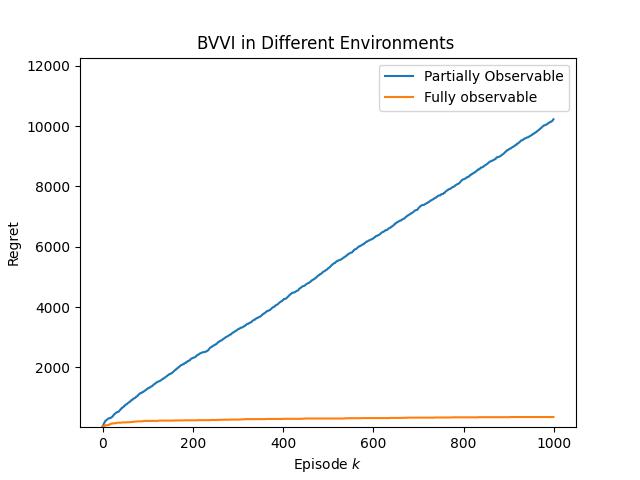 BVVI in Different Environments
Partially Observable
Fully observable
12000
10000
8000
6000
4000
2000
Regret
0
200
400
600
800
1000
Episode k